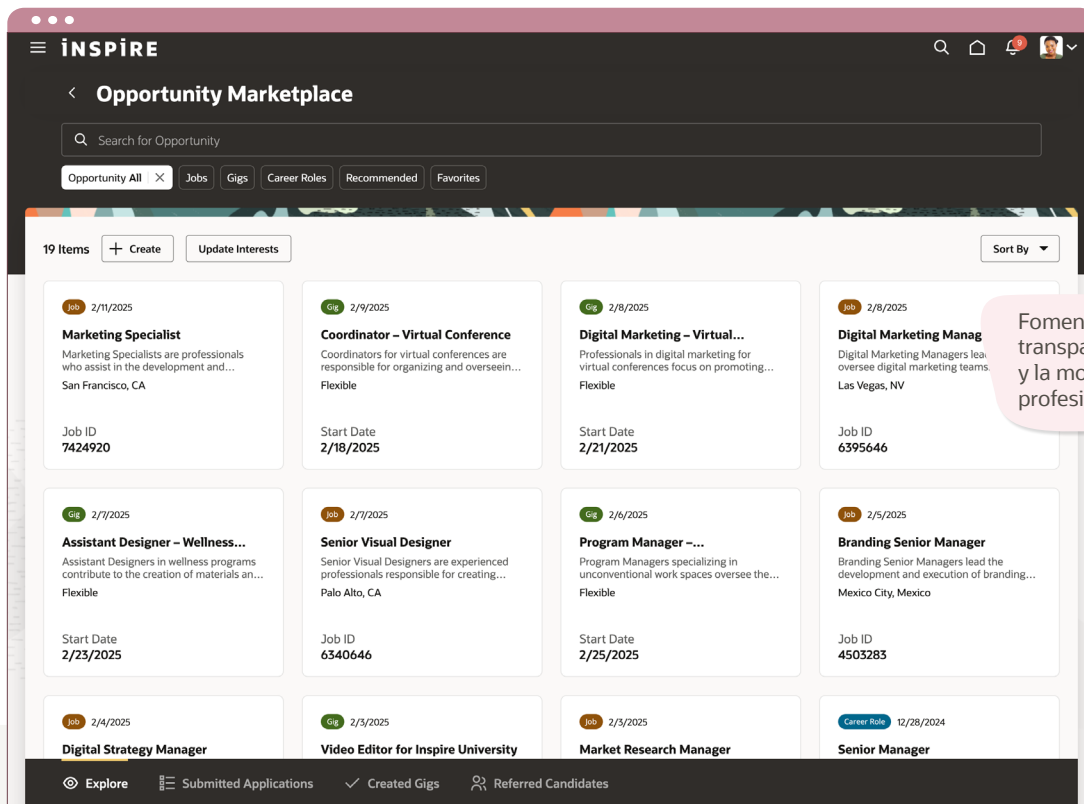 iNSPiRE
9
Opportunity Marketplace
Search for Opportunity
Opportunity All
Jobs
Gigs
Career Roles
Recommended
Favorites
19 Items
Create
Update Interests
Sort By
Job 2/11/2025
Marketing Specialist
Marketing Specialists are professionals
who assist in the development and...
San Francisco, CA
Job ID
7424920
Gig 2/9/2025
Coordinator – Virtual Conference
Coordinators for virtual conferences are
responsible for organizing and overseein...
Flexible
Start Date
2/18/2025
Gig 2/8/2025
Digital Marketing – Virtual...
Professionals in digital marketing for
virtual conferences focus on promoting...
Flexible
Start Date
2/21/2025
Job 2/8/2025
Digital Marketing Manag
Digital Marketing Managers lea
oversee digital marketing teams.
Las Vegas, NV
Job ID
6395646
Fomen
transpa
y la mo
profesi
Gig 2/7/2025
Assistant Designer – Wellness...
Assistant Designers in wellness programs
contribute to the creation of materials an...
Flexible
Start Date
2/23/2025
Job 2/7/2025
Senior Visual Designer
Senior Visual Designers are experienced
professionals responsible for creating...
Palo Alto, CA
Job ID
6340646
Gig 2/6/2025
Program Manager –...
Program Managers specializing in
unconventional work spaces oversee the...
Flexible
Start Date
2/25/2025
Job 2/5/2025
Branding Senior Manager
Branding Senior Managers lead the
development and execution of branding...
Mexico City, Mexico
Job ID
4503283
Job 2/4/2025
Digital Strategy Manager
Gig 2/3/2025
Video Editor for Inspire University
Job 2/3/2025
Market Research Manager
Career Role 12/28/2024
Senior Manager
Explore
Submitted Applications
Created Gigs
Referred Candidates